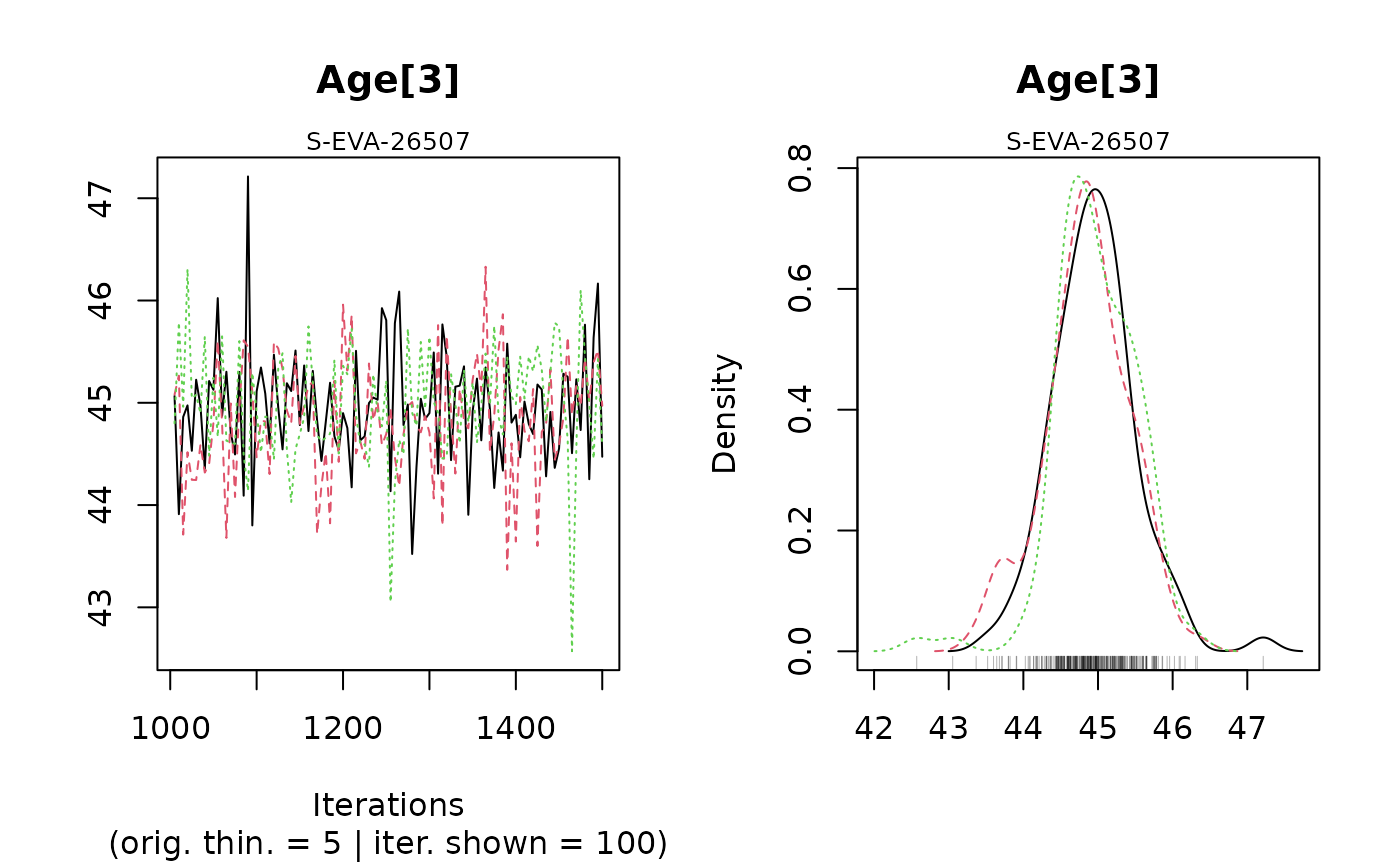 Age[3]
S-EVA-26507
47
46
45
44
43
1000
1200
1400
Iterations
(orig. thin. = 5 | iter. shown = 100)
Age[3]
S-EVA-26507
Density
0.8
0.6
0.4
0.2
0.0
42
43
44
45
46
47